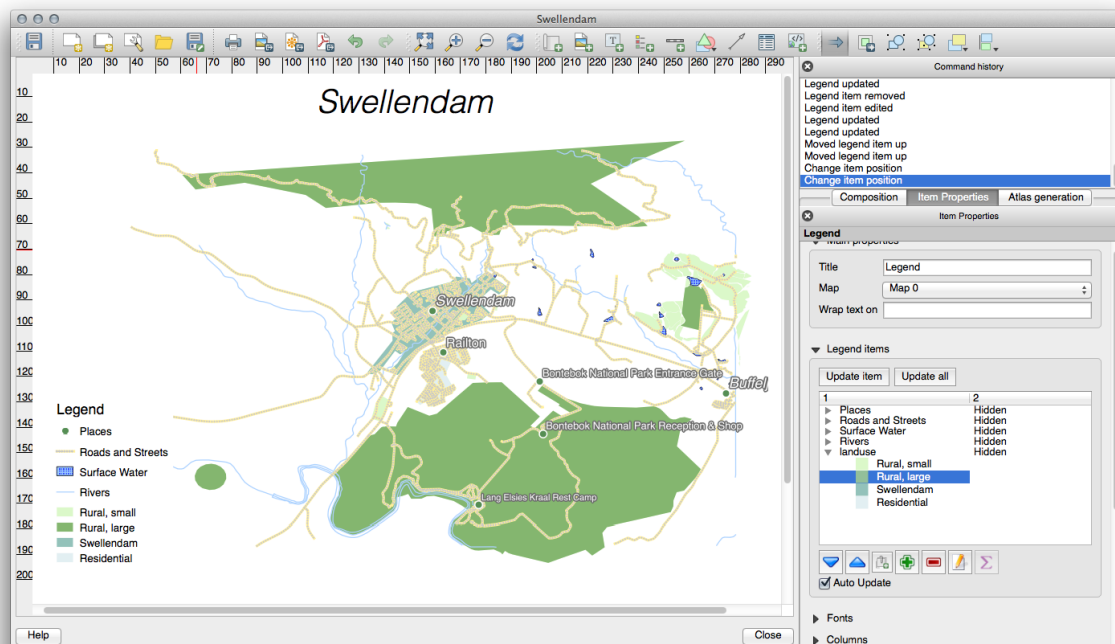 Swellendam
10 20 30 40 50 60 70 80 90 100 110 120 130 140 150 160 170 180 190 200 210 220 230 240 250 260 270 280 290
10
20
30
40
50
60
70
80
90
100
110
120
130
140
150
160
170
180
190
200
Swellendam
Swellendam
Railton
Bontebok National Park Entrance Gate
Buffelj
Bontebok National Park Reception & Shop
Lang Elsies Kraal Rest Camp
Legend
Places
Roads and Streets
Surface Water
Rivers
Rural, small
Rural, large
Swellendam
Residential
Help
Close
Command history
Legend updated
Legend item removed
Legend item edited
Legend updated
Legend updated
Moved legend item up
Moved legend item up
Change item position
Change item position
Composition Item Properties Atlas generation
Item Properties
Legend
Main properties
Title Legend
Map Map 0
Wrap text on
Legend items
Update item Update all
1 2
Places Hidden
Roads and Streets Hidden
Surface Water Hidden
Rivers Hidden
landuse Hidden
Rural, small
Rural, large
Swellendam
Residential
Auto Update
Fonts
Columns